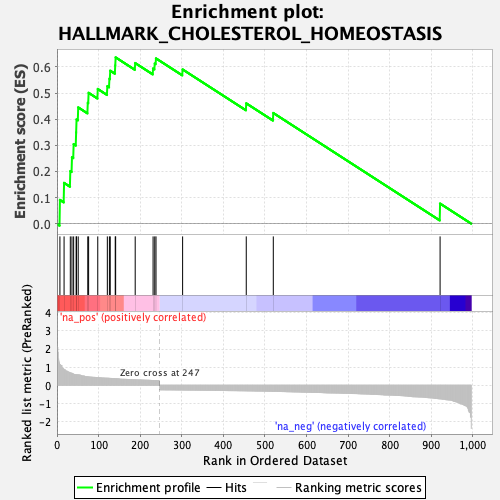 Enrichment plot:
HALLMARK_CHOLESTEROL_HOMEOSTASIS
Enrichment score (ES)
0.6
0.5
0.4
0.3
0.2
0.1
0.0
'na_pos' (positively correlated)
Ranked list metric (PreRanked)
4
3
2
1
0
-1
-2
Zero cross at 247
'na_neg' (negatively correlated)
0
100
200
300
400
500
600
700
800
900
1,000
Rank in Ordered Dataset
Enrichment profile
Hits
Ranking metric scores